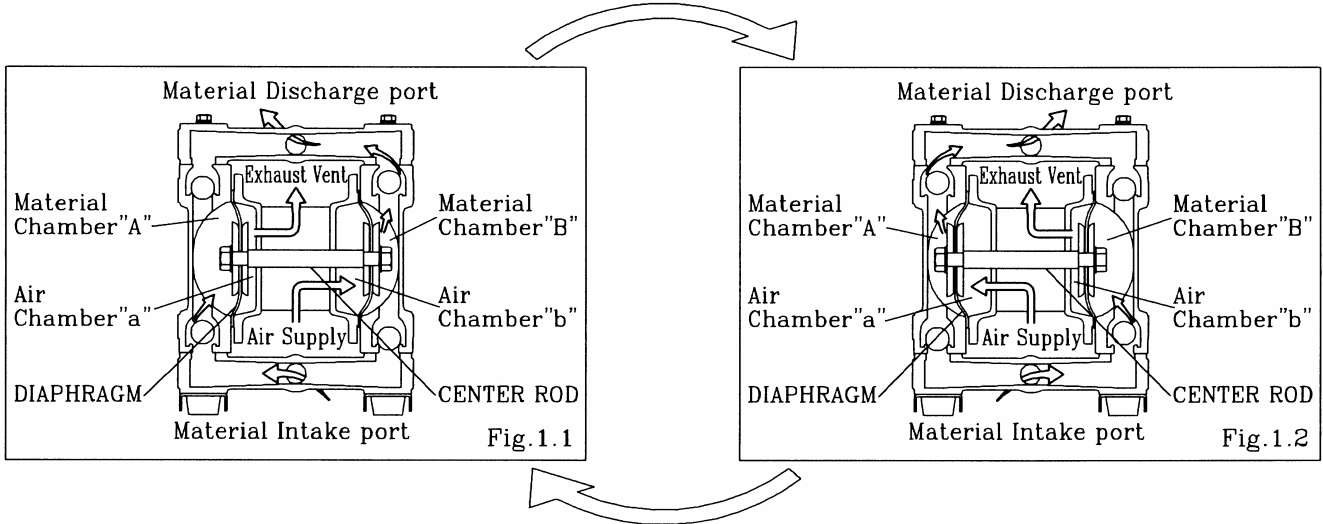 Material Discharge port
Exhaust Vent
Material
Chamber"A"
Material
Chamber"B"
Air
Chamber"a"
Air
Chamber"b"
Air Supply
DIAPHRAGM
CENTER ROD
Material Intake port
Fig.1.1
Material Discharge port
Exhaust Vent
Material
Chamber"A"
Material
Chamber"B"
Air
Chamber"a"
Air
Chamber"b"
Air Supply
DIAPHRAGM
CENTER ROD
Material Intake port
Fig.1.2